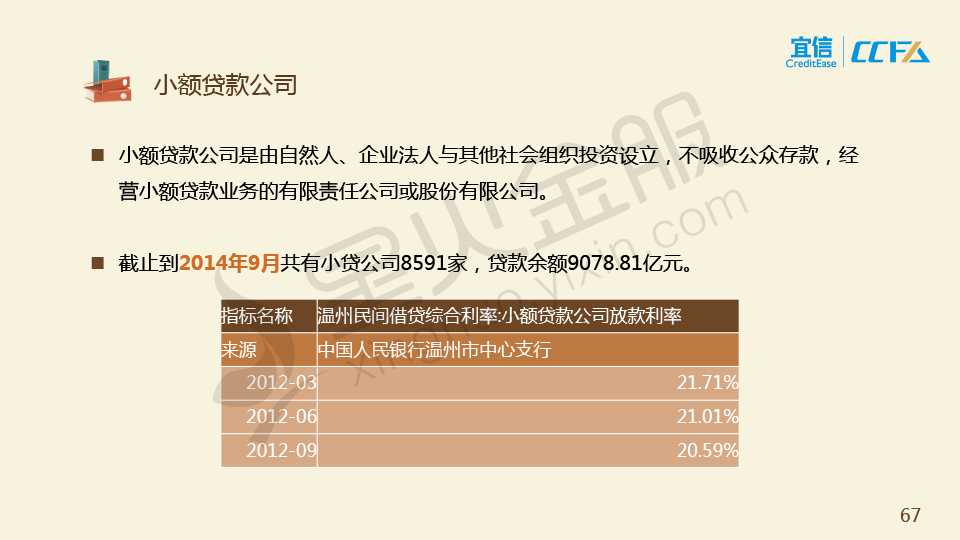 宜信
CreditEase
CCFA
小额贷款公司
小额贷款公司是由自然人、企业法人与其他社会组织投资设立，不吸收公众存款，经
营小额贷款业务的有限责任公司或股份有限公司。
截止到2014年9月共有小贷公司8591家，贷款余额9078.81亿元。
指标名称 温州民间借贷综合利率:小额贷款公司放款利率
来源 中国人民银行温州市中心支行
2012-03 21.71%
2012-06 21.01%
2012-09 20.59%
星火金服
67